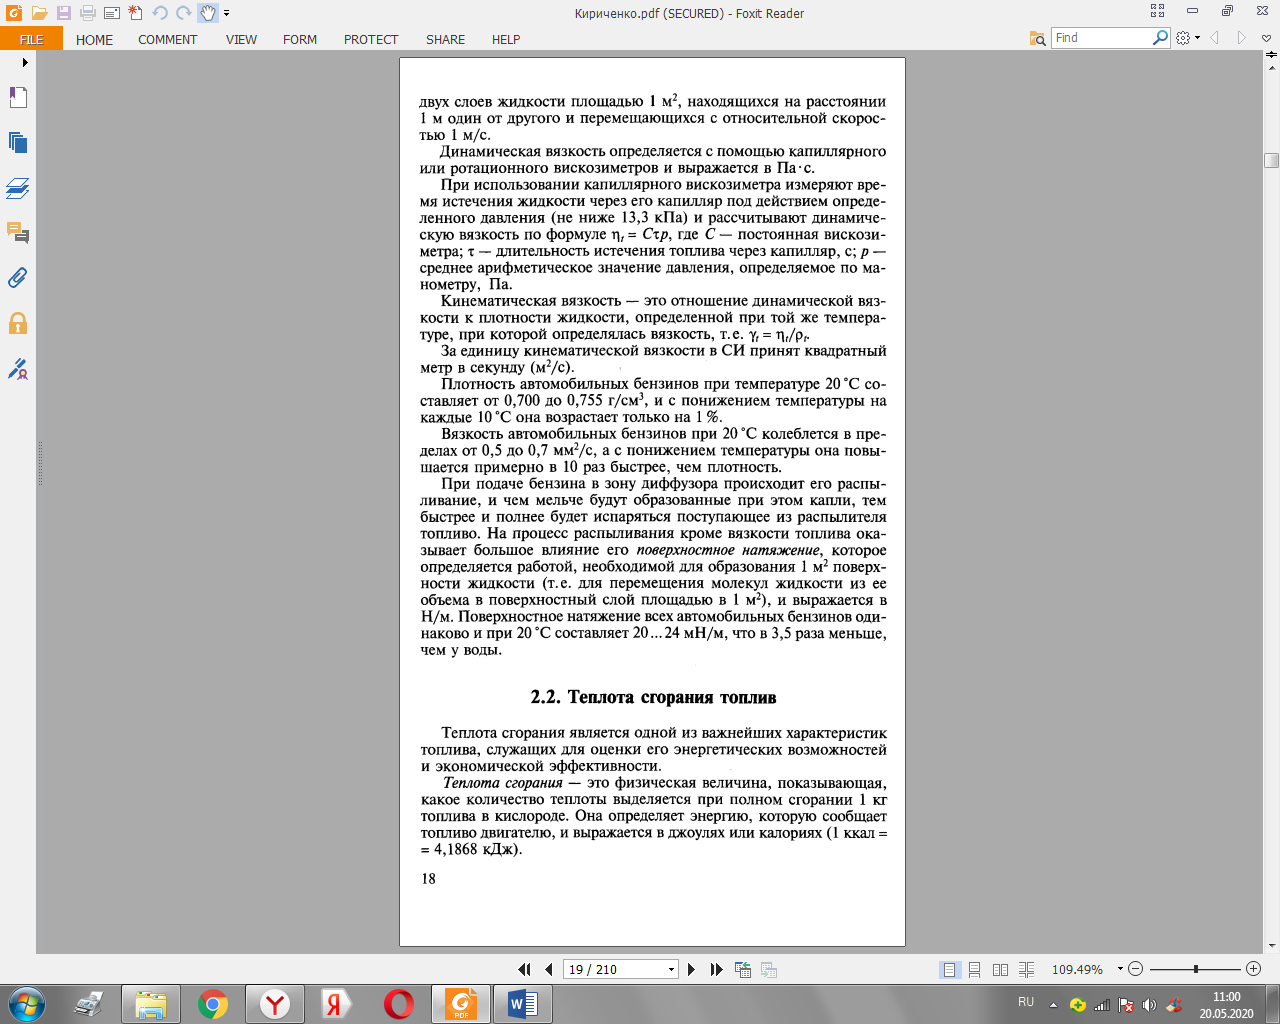 Кириченко.pdf (SECURED) - Foxit Reader
FILE HOME COMMENT VIEW FORM PROTECT SHARE HELP
Find
двух слоев жидкости площадью 1 м², находящихся на расстоянии
1 м один от другого и перемещающихся с относительной скорос-
тью 1 м/с.
Динамическая вязкость определяется с помощью капиллярного
или ротационного вискозиметров и выражается в Па·с.
При использовании капиллярного вискозиметра измеряют вре-
мя истечения жидкости через его капилляр под действием опреде-
ленного давления (не ниже 13,3 кПа) и рассчитывают динамиче-
скую вязкость по формуле ηₜ = Cτp, где C — постоянная вискози-
метра; τ — длительность истечения топлива через капилляр, с; p —
среднее арифметическое значение давления, определяемое по ма-
нометру, Па.
Кинематическая вязкость — это отношение динамической вяз-
кости к плотности жидкости, определенной при той же темпера-
туре, при которой определялась вязкость, т.е. γₜ = ηₜ/ρₜ.
За единицу кинематической вязкости в СИ принят квадратный
метр в секунду (м²/с).
Плотность автомобильных бензинов при температуре 20 °С со-
ставляет от 0,700 до 0,755 г/см³, и с понижением температуры на
каждые 10 °С она возрастает только на 1 %.
Вязкость автомобильных бензинов при 20 °С колеблется в пре-
делах от 0,5 до 0,7 мм²/с, а с понижением температуры она повы-
шается примерно в 10 раз быстрее, чем плотность.
При подаче бензина в зону диффузора происходит его распы-
ливание, и чем мельче будут образованные при этом капли, тем
быстрее и полнее будет испаряться поступающее из распылителя
топливо. На процесс распыливания кроме вязкости топлива ока-
зывает большое влияние его поверхностное натяжение, которое
определяется работой, необходимой для образования 1 м² поверх-
ности жидкости (т.е. для перемещения молекул жидкости из ее
объема в поверхностный слой площадью в 1 м²), и выражается в
Н/м. Поверхностное натяжение всех автомобильных бензинов оди-
наково и при 20 °С составляет 20...24 мН/м, что в 3,5 раза меньше,
чем у воды.
2.2. Теплота сгорания топлив
Теплота сгорания является одной из важнейших характеристик
топлива, служащих для оценки его энергетических возможностей
и экономической эффективности.
Теплота сгорания — это физическая величина, показывающая,
какое количество теплоты выделяется при полном сгорании 1 кг
топлива в кислороде. Она определяет энергию, которую сообщает
топливо двигателю, и выражается в джоулях или калориях (1 ккал =
= 4,1868 кДж).
18
19 / 210
109.49%
RU
11:00
20.05.2020